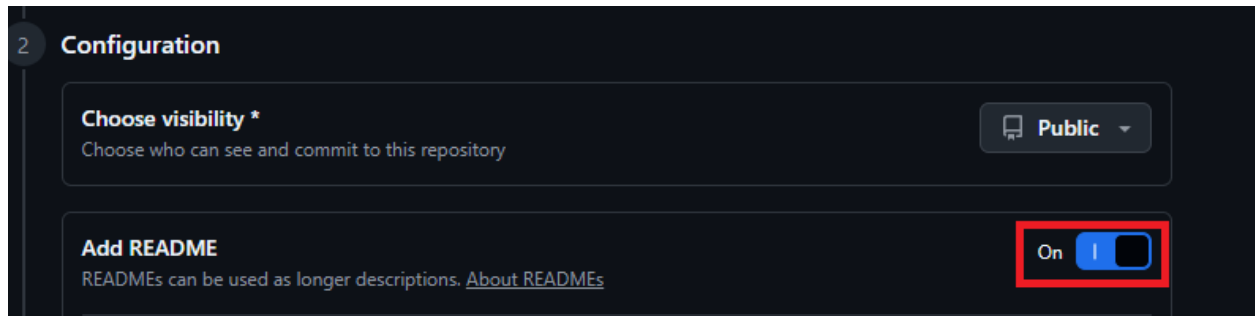 2
Configuration
Choose visibility *
Choose who can see and commit to this repository
Public
Add README
READMEs can be used as longer descriptions. About READMEs
On